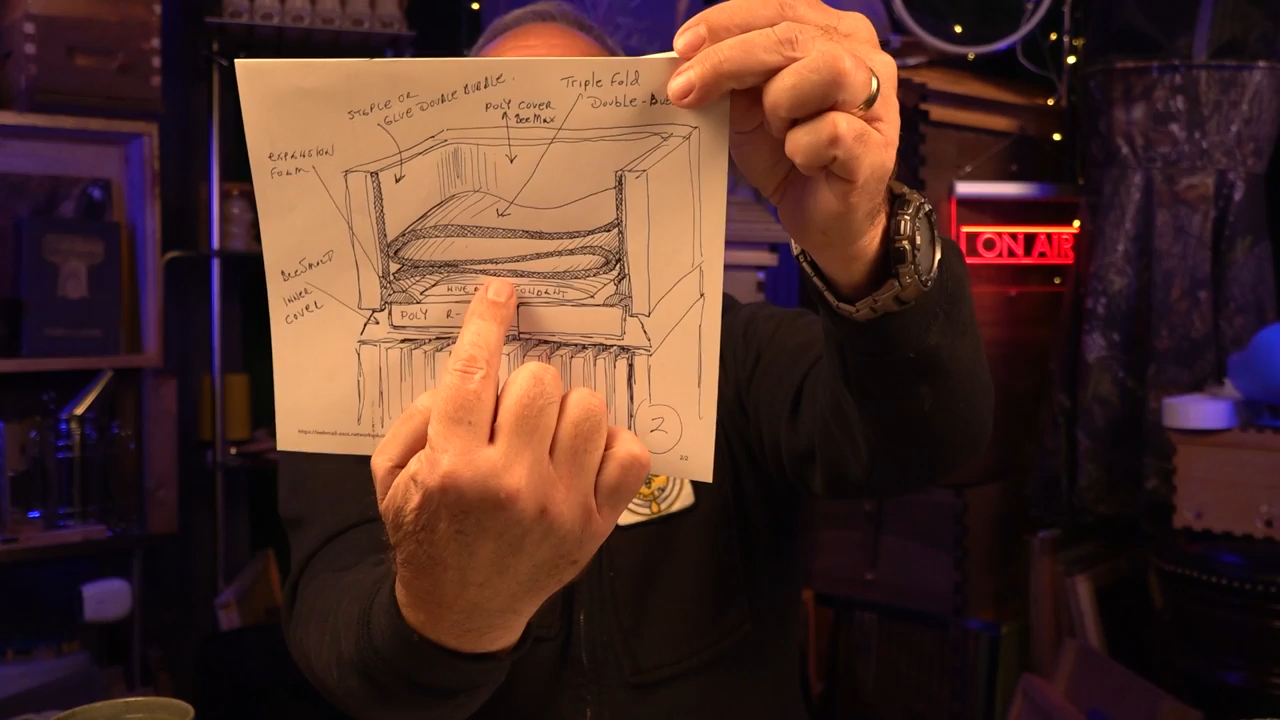 STAPLE OR
GLUE DOUBLE BUBBLE.
POLY COVER
BeeMax
Triple Fold
Double-Bu
EXPANSION
FOAM
BeeSmart
INNER
COVER
HIVE FONDANT
POLY R-
2
2/2
ON AIR